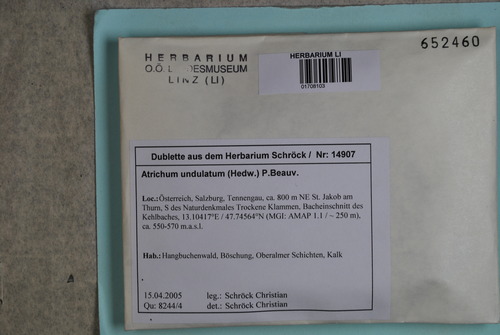 652460
HERBARIUM
O.Ö. L DESMUSEUM
LINZ (LI)
HERBARIUM LI
01708103
Dublette aus dem Herbarium Schröck / Nr: 14907
Atrichum undulatum (Hedw.) P.Beauv.
Loc.:Österreich, Salzburg, Tennengau, ca. 800 m NE St. Jakob am
Thurn, S des Naturdenkmales Trockene Klammen, Bacheinschnitt des
Kehlbaches, 13.10417°E / 47.74564°N (MGI: AMAP 1.1 / ~ 250 m),
ca. 550-570 m.a.s.l.
Hab.: Hangbuchenwald, Böschung, Oberalmer Schichten, Kalk
15.04.2005 leg.: Schröck Christian
Qu: 8244/4 det.: Schröck Christian